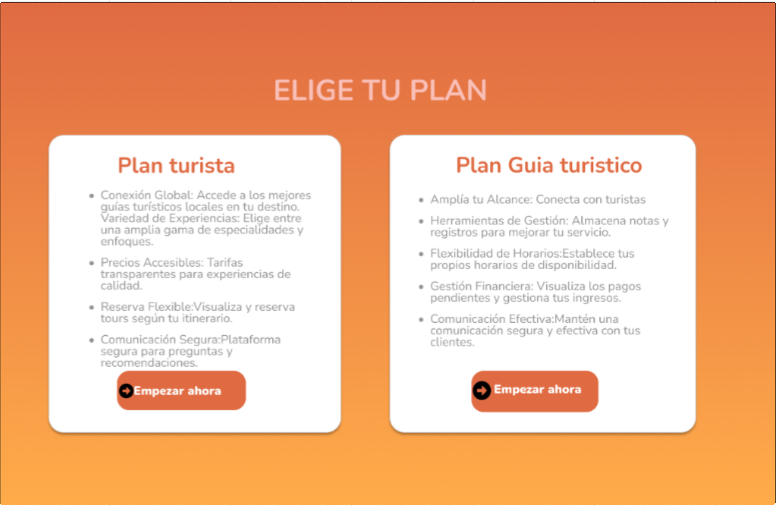 ELIGE TU PLAN
Plan turista
• Conexión Global: Accede a los mejores
guías turísticos locales en tu destino.
Variedad de Experiencias: Elige entre
una amplia gama de especialidades y
enfoques.
• Precios Accesibles: Tarifas
transparentes para experiencias de
calidad.
• Reserva Flexible:Visualiza y reserva
tours según tu itinerario.
• Comunicación Segura:Plataforma
segura para preguntas y
recomendaciones.
Empezar ahora
Plan Guia turistico
• Amplía tu Alcance: Conecta con turistas
• Herramientas de Gestión: Almacena notas y
registros para mejorar tu servicio.
• Flexibilidad de Horarios:Establece tus
propios horarios de disponibilidad.
• Gestión Financiera: Visualiza los pagos
pendientes y gestiona tus ingresos.
• Comunicación Efectiva:Mantén una
comunicación segura y efectiva con tus
clientes.
Empezar ahora